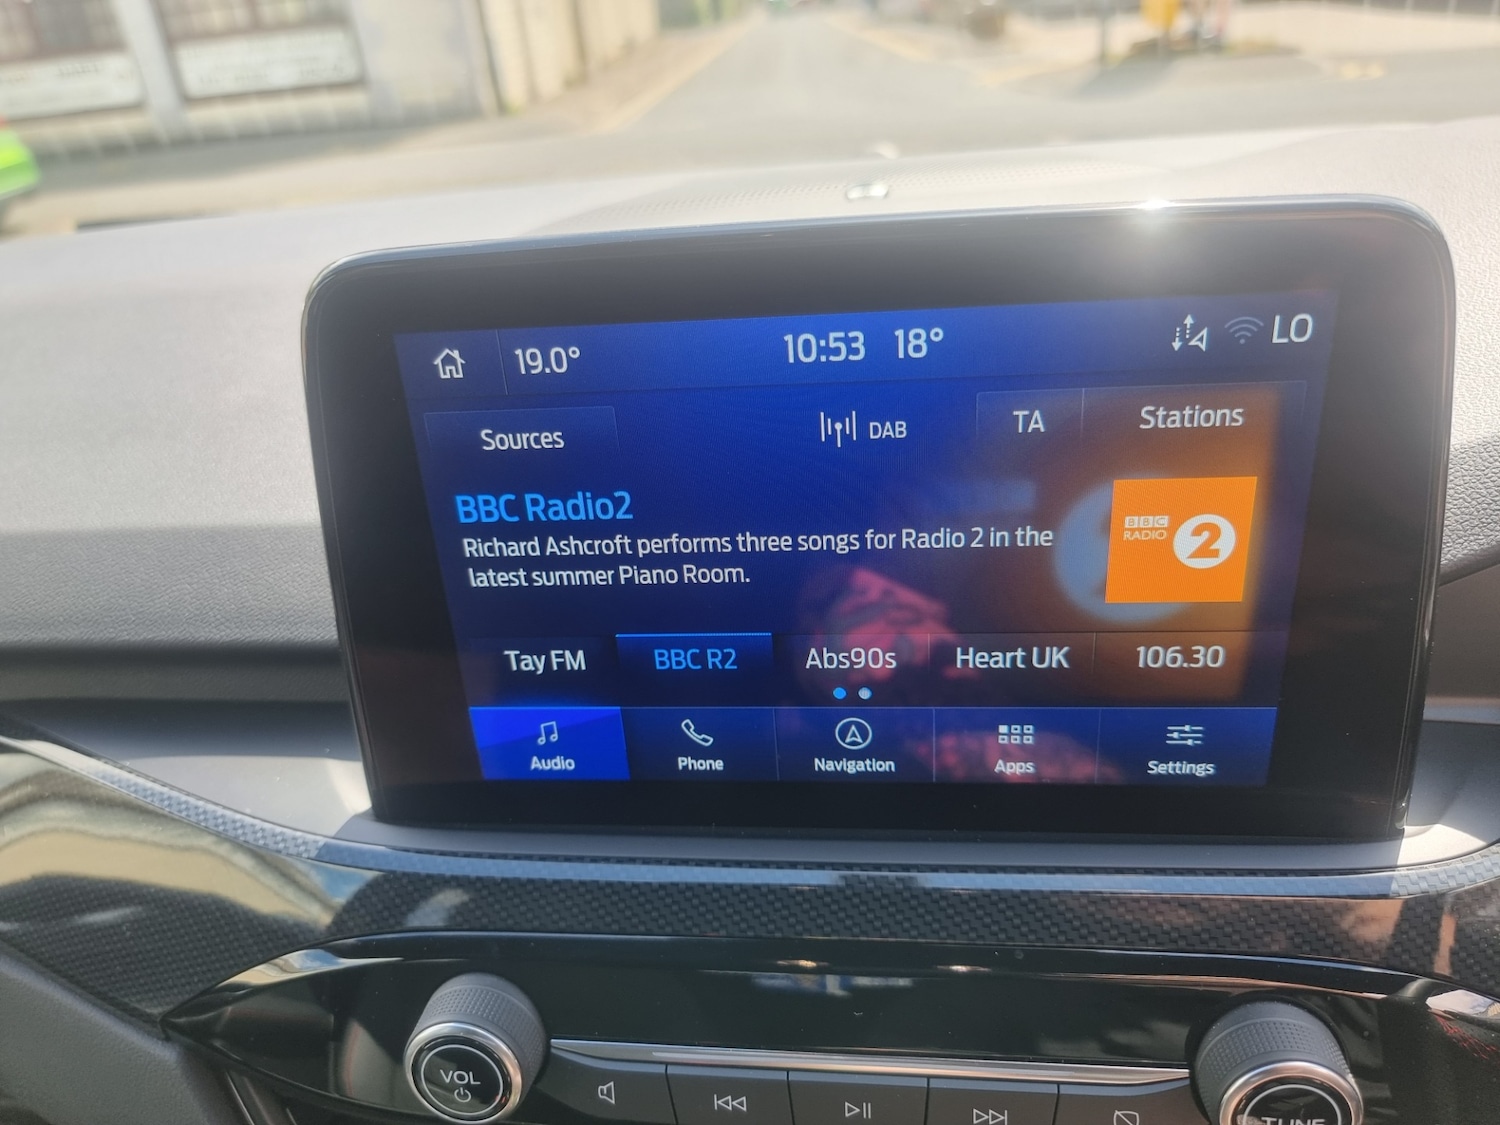 19.0°
10:53 18°
LO
Sources
DAB
TA
Stations
BBC Radio2
Richard Ashcroft performs three songs for Radio 2 in the
latest summer Piano Room.
BBC
RADIO 2
Tay FM
BBC R2
Abs90s
Heart UK
106.30
Audio
Phone
Navigation
Apps
Settings
VOL
TUNE